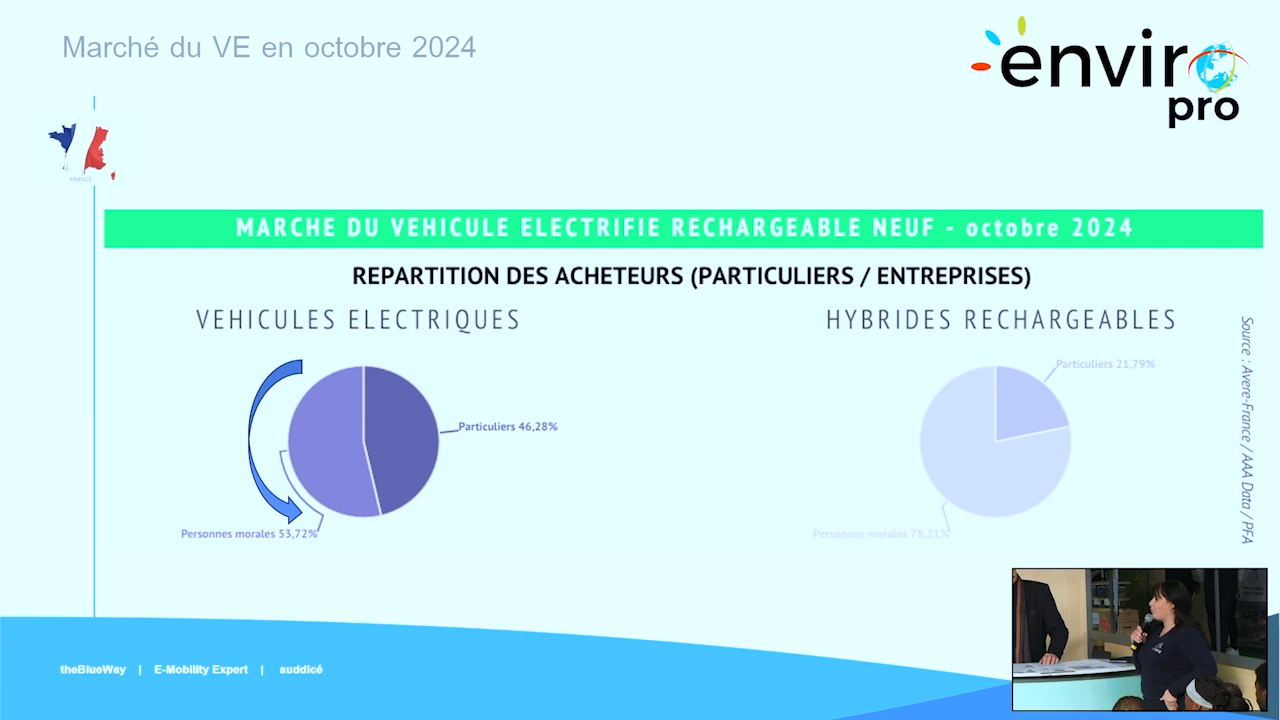 Marché du VE en octobre 2024
enviro
pro
FRANCE
MARCHE DU VEHICULE ELECTRIFIE RECHARGEABLE NEUF - octobre 2024
REPARTITION DES ACHETEURS (PARTICULIERS / ENTREPRISES)
VEHICULES ELECTRIQUES
HYBRIDES RECHARGEABLES
Particuliers 46,28%
Personnes morales 53,72%
Particuliers 21,79%
Personnes morales 78,21%
Source : Avere-France / AAA Data / PFA
theBlueWay | E-Mobility Expert | auddicé